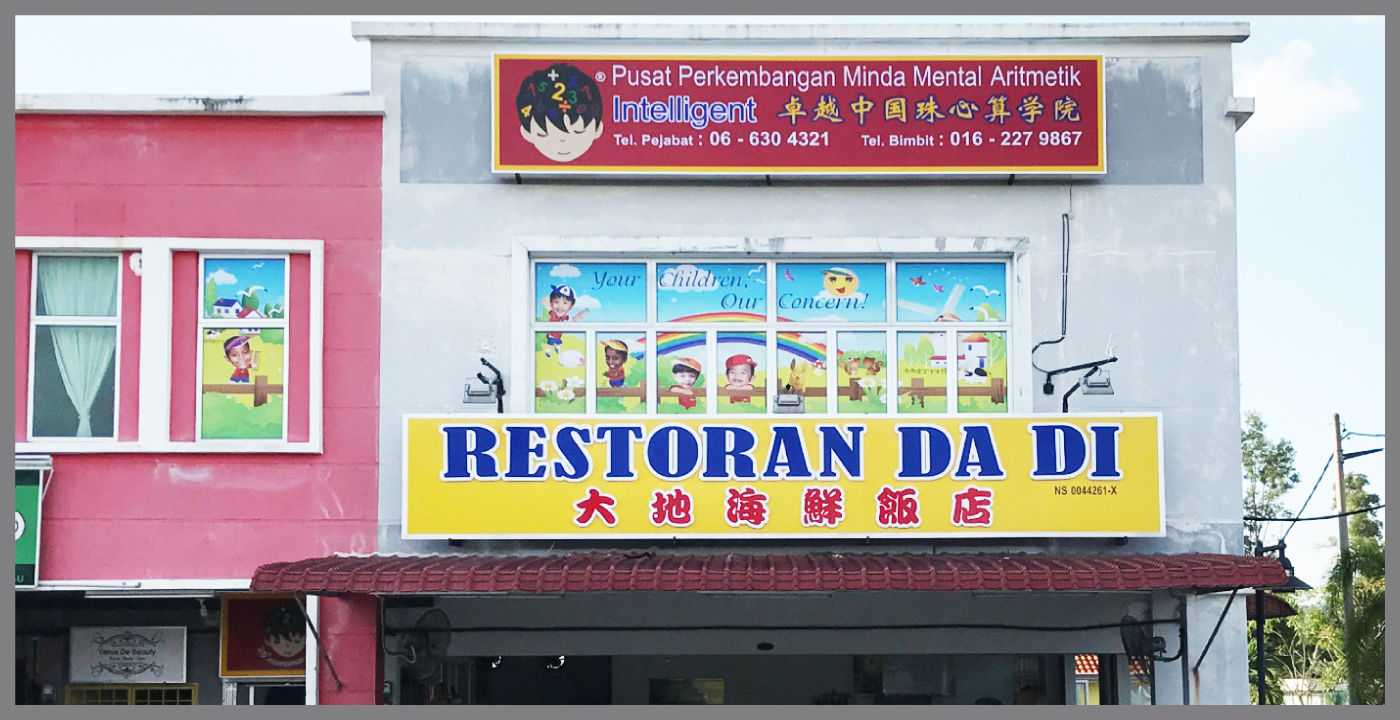 Pusat Perkembangan Minda Mental Aritmetik
Intelligent 卓越中国珠心算学院
Tel. Pejabat : 06 - 630 4321 Tel. Bimbit : 016 - 227 9867
Your Children,
Our Concern!
RESTORAN DA DI
NS 0044261-X
大地海鮮飯店
Venus De Beauty